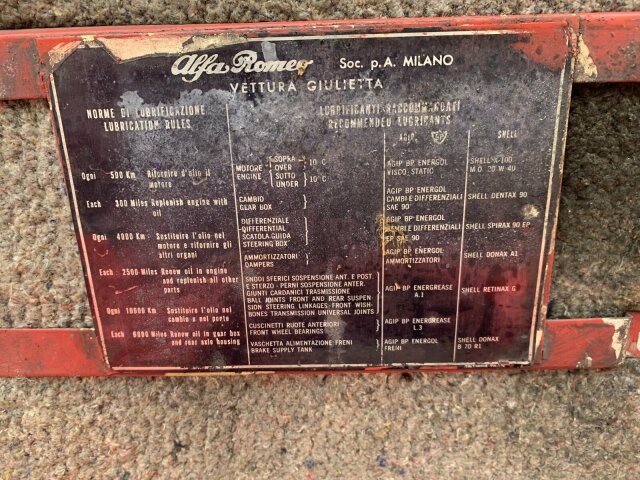 Alfa Romeo Soc. p.A. MILANO
VETTURA GIULIETTA
NORME DI LUBRIFICAZIONE
LUBRICATION RULES
LUBRIFICANTI RACCOMANDATI
RECOMMENDED LUBRICANTS
AGIP BP SHELL
Ogni 500 Km Rifornire d'olio il
motore
Each 300 Miles Replenish engine with
oil
Ogni 4000 Km Sostituire l'olio nel
motore e rifornire gli
altri organi
Each 2500 Miles Renew oil in engine
and replenish all other
parts
Ogni 10000 Km Sostituire l'olio nel
cambio e nel ponte
Each 6000 Miles Renew oil in gear box
and rear axle housing
MOTORE
ENGINE
SOPRA
OVER 10° C
SOTTO
UNDER 10° C
AGIP BP ENERGOL
VISCO-STATIC
SHELL X-100
M.O. 20 W 40
CAMBIO
GEAR BOX
AGIP BP ENERGOL
CAMBI E DIFFERENZIALI
SAE 90
SHELL DENTAX 90
DIFFERENZIALE
DIFFERENTIAL
SCATOLA GUIDA
STEERING BOX
AGIP BP ENERGOL
CAMBI E DIFFERENZIALI
EP SAE 90
SHELL SPIRAX 90 EP
AMMORTIZZATORI
DAMPERS
AGIP BP ENERGOL
AMMORTIZZATORI
SHELL DONAX A1
SNODI SFERICI SOSPENSIONE ANT. E POST.
E STERZO - PERNI SOSPENSIONE ANTER.
GIUNTI CARDANICI TRASMISSIONE
BALL JOINTS FRONT AND REAR SUSPEN
SION STEERING LINKAGES - FRONT WISH-
BONES TRANSMISSION UNIVERSAL JOINTS
AGIP BP ENERGREASE
A.1
SHELL RETINAX G
CUSCINETTI RUOTE ANTERIORI
FRONT WHEEL BEARINGS
AGIP BP ENERGREASE
L.3
VASCHETTA ALIMENTAZIONE FRENI
BRAKE SUPPLY TANK
AGIP BP ENERGOL
FRENI
SHELL DONAX
B 70 R1